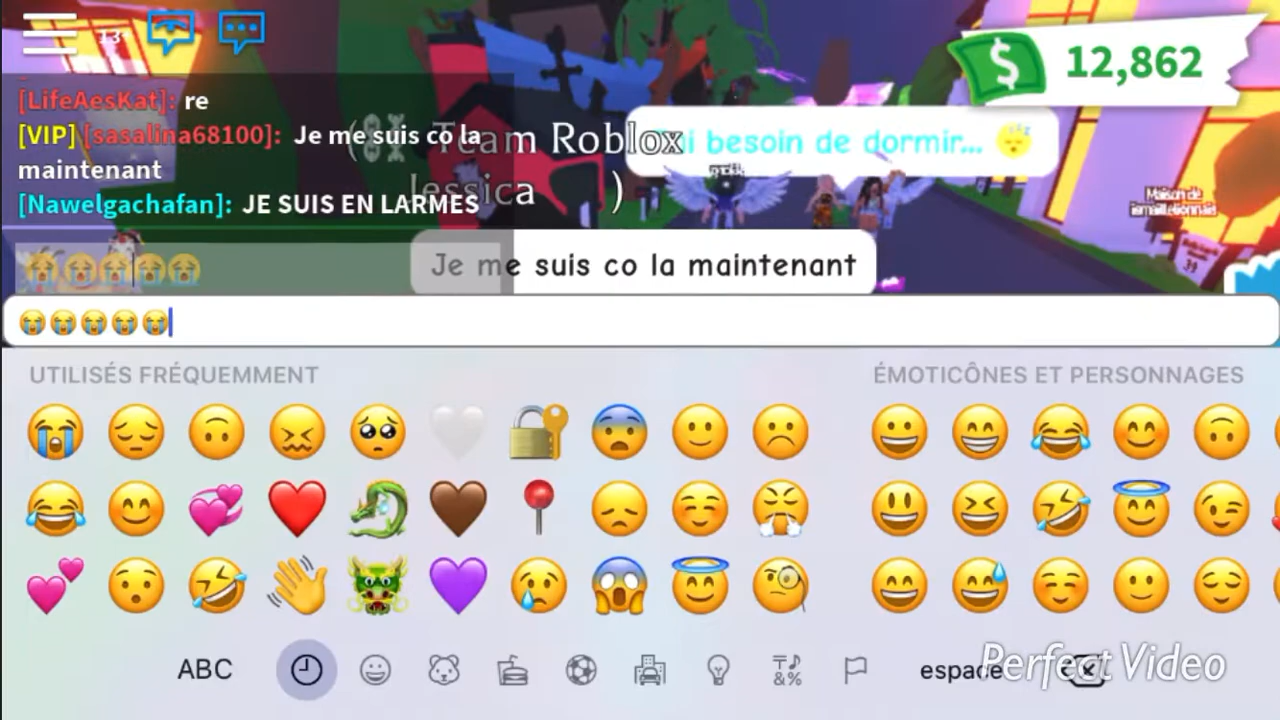 13+
12,862
[LifeAesKat]: re
[VIP] [sasalina68100]: Je me suis co la
maintenant
[Nawelgachafan]: JE SUIS EN LARMES
Team Roblox
Jessica )
besoin de dormir... 😴
Maison de
Je me suis co la maintenant
😭😭😭😭😭
😭😭😭😭😭
UTILISÉS FRÉQUEMMENT
ÉMOTICÔNES ET PERSONNAGES
ABC
espace
Perfect Video